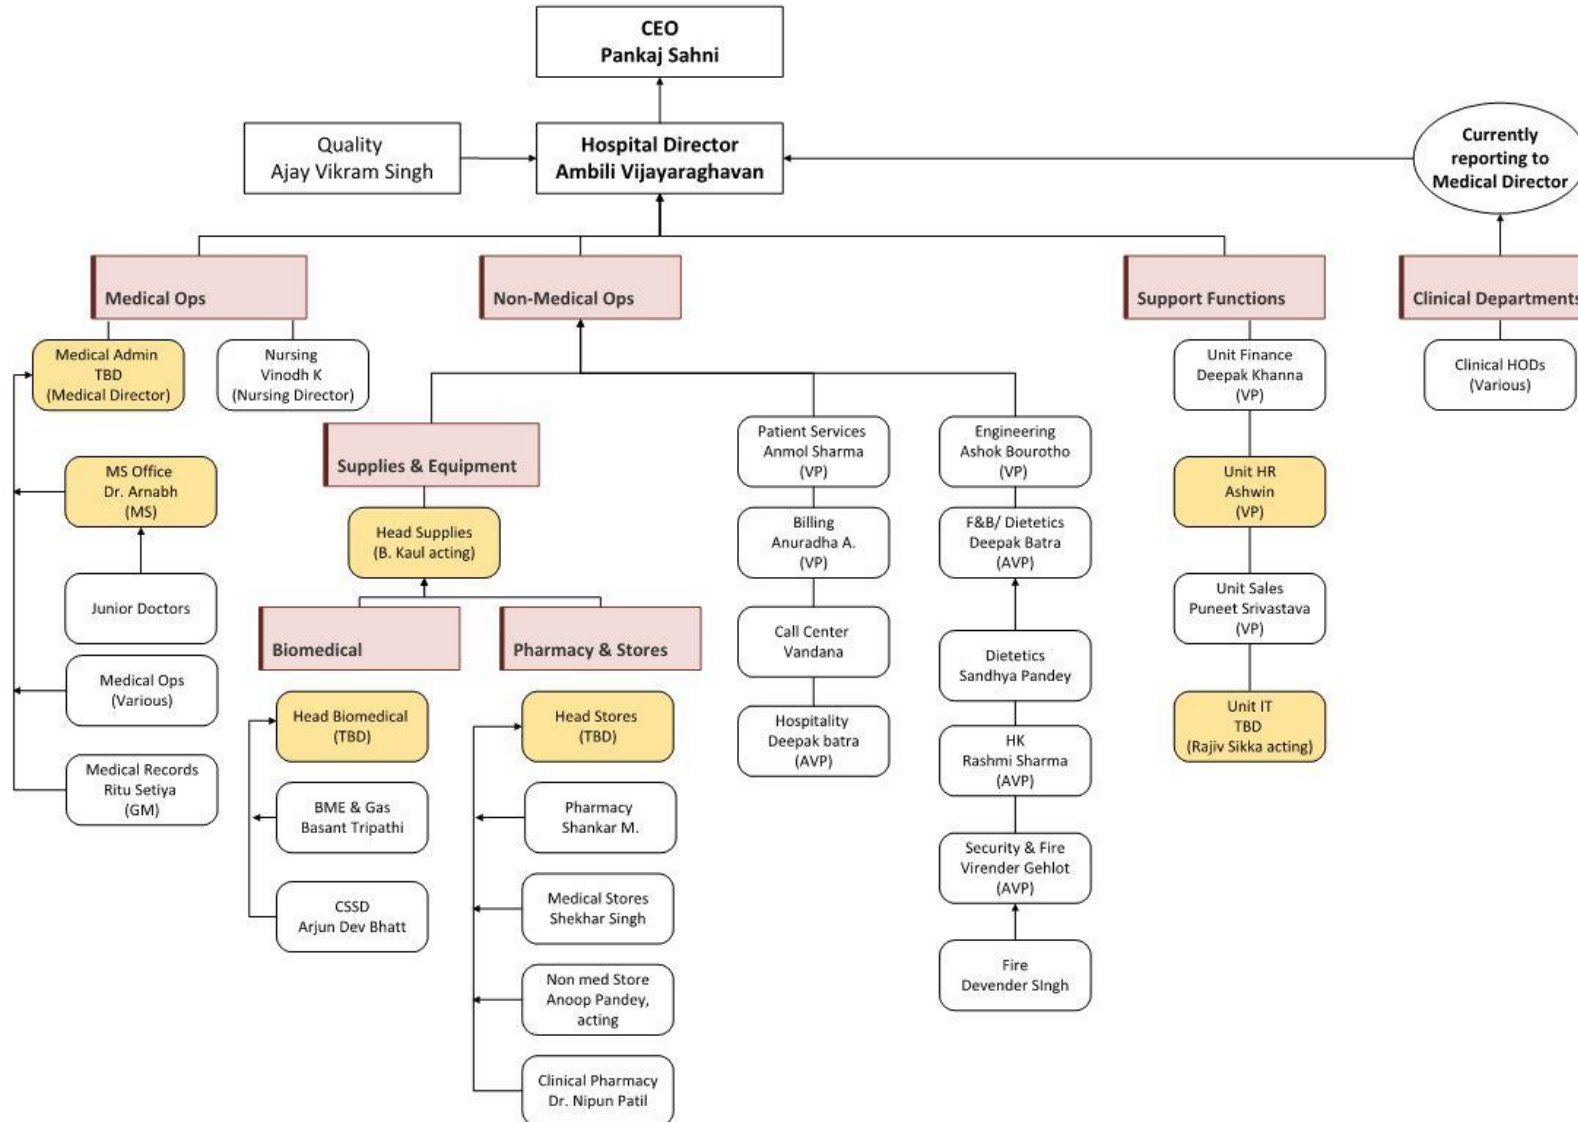 CEO
Pankaj Sahni
Quality
Ajay Vikram Singh
Hospital Director
Ambili Vijayaraghavan
Currently
reporting to
Medical Director
Medical Ops
Non-Medical Ops
Support Functions
Clinical Departments
Medical Admin
TBD
(Medical Director)
Nursing
Vinodh K
(Nursing Director)
Unit Finance
Deepak Khanna
(VP)
Clinical HODs
(Various)
Supplies & Equipment
Patient Services
Anmol Sharma
(VP)
Engineering
Ashok Bourotho
(VP)
MS Office
Dr. Arnabh
(MS)
Unit HR
Ashwin
(VP)
Head Supplies
(B. Kaul acting)
Billing
Anuradha A.
(VP)
F&B/ Dietetics
Deepak Batra
(AVP)
Junior Doctors
Unit Sales
Puneet Srivastava
(VP)
Biomedical
Pharmacy & Stores
Call Center
Vandana
Dietetics
Sandhya Pandey
Medical Ops
(Various)
Head Biomedical
(TBD)
Head Stores
(TBD)
Hospitality
Deepak batra
(AVP)
HK
Rashmi Sharma
(AVP)
Unit IT
TBD
(Rajiv Sikka acting)
Medical Records
Ritu Setiya
(GM)
BME & Gas
Basant Tripathi
Pharmacy
Shankar M.
Security & Fire
Virender Gehlot
(AVP)
CSSD
Arjun Dev Bhatt
Medical Stores
Shekhar Singh
Non med Store
Anoop Pandey,
acting
Fire
Devender SIngh
Clinical Pharmacy
Dr. Nipun Patil